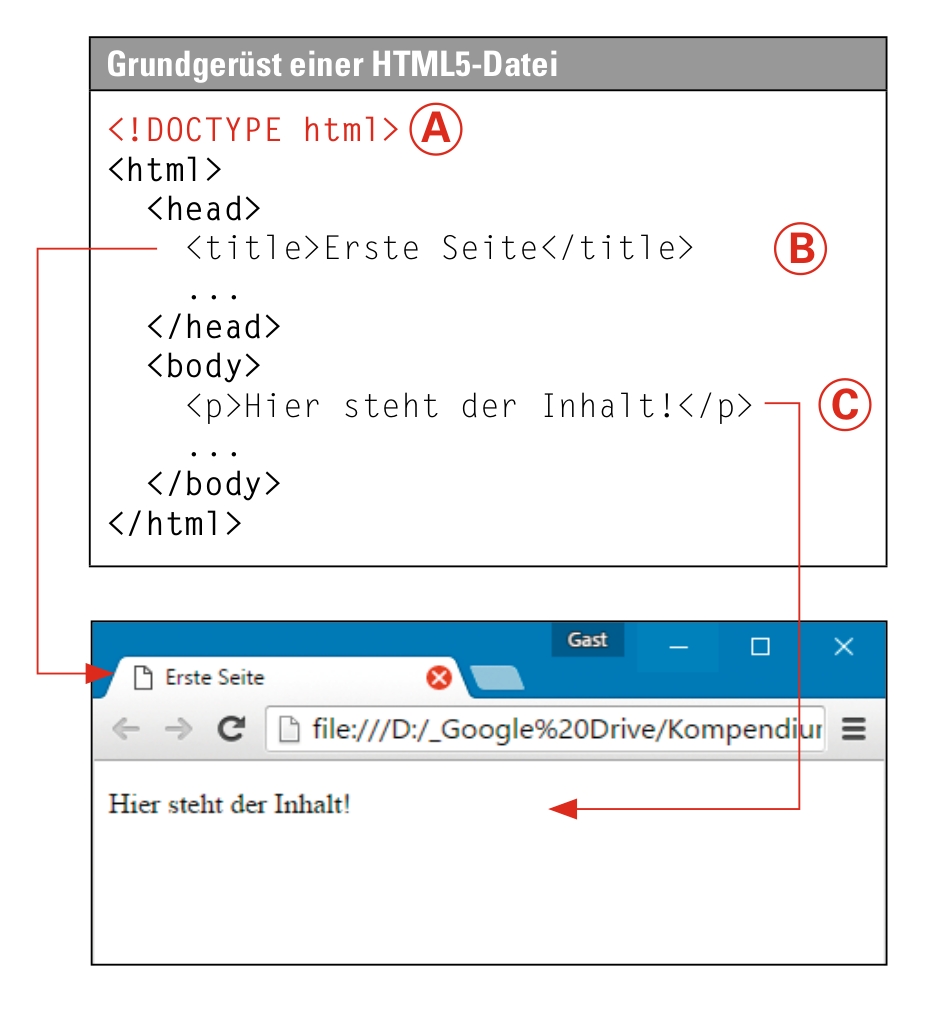 Grundgerüst einer HTML5-Datei
<!DOCTYPE html> A
<html>
<head>
<title>Erste Seite</title> B
...
</head>
<body>
<p>Hier steht der Inhalt!</p> C
...
</body>
</html>
Gast
Erste Seite
file:///D:/_Google%20Drive/Kompendiur
Hier steht der Inhalt!